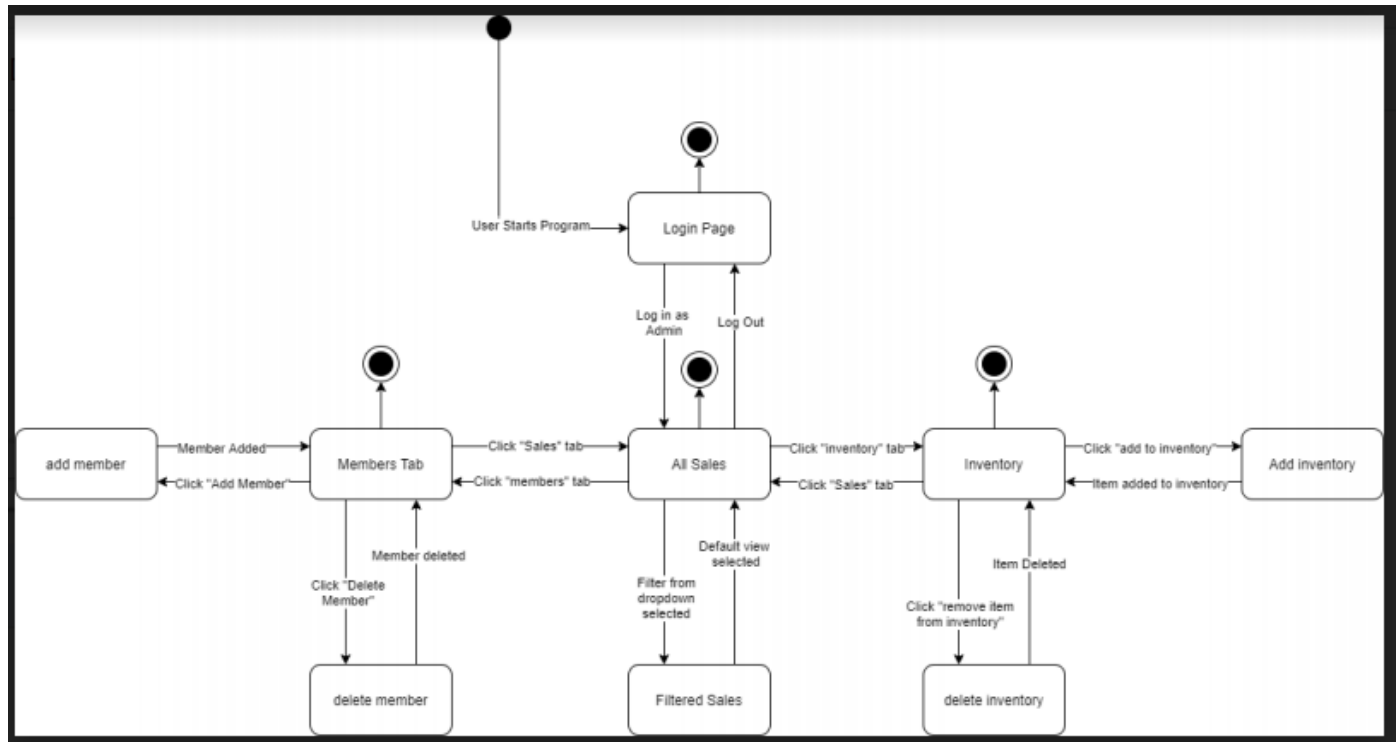 User Starts Program
Login Page
Log in as
Admin
Log Out
add member
Member Added
Click "Add Member"
Members Tab
Click "Sales" tab
Click "members" tab
All Sales
Click "inventory" tab
Click "Sales" tab
Inventory
Click "add to inventory"
Item added to inventory
Add inventory
Click "Delete
Member"
Member deleted
Filter from
dropdown
selected
Default view
selected
Click "remove item
from inventory"
Item Deleted
delete member
Filtered Sales
delete inventory